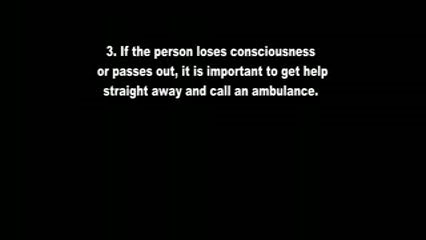 3. If the person loses consciousness
or passes out, it is important to get help
straight away and call an ambulance.